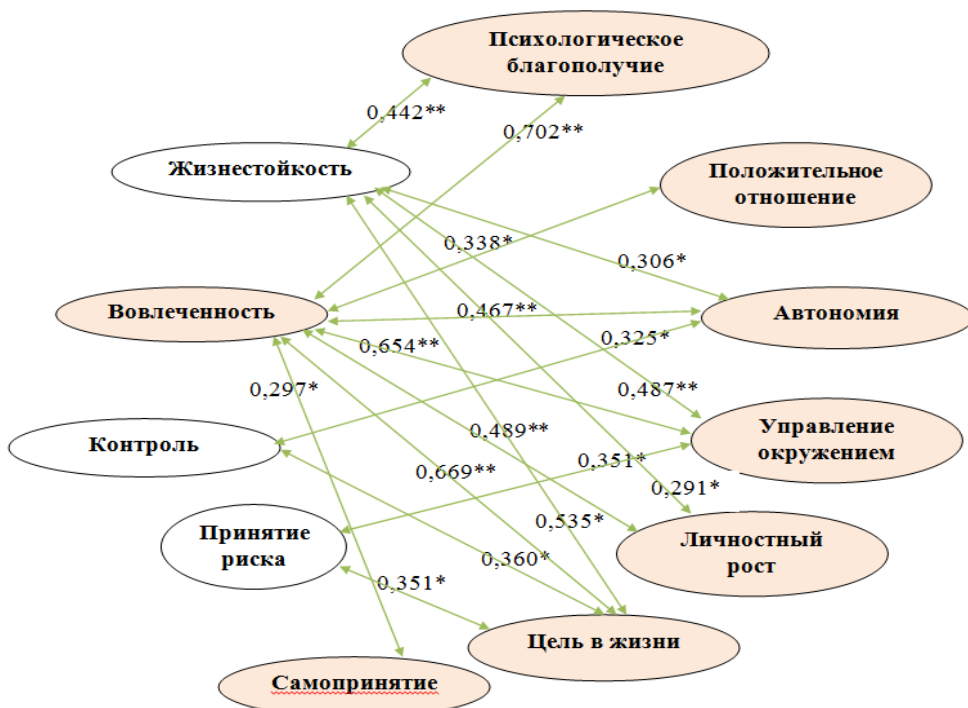 Психологическое
благополучие
0,442**
0,702**
Жизнестойкость
Положительное
отношение
0,338*
0,306*
Вовлеченность
0,467**
Автономия
0,325*
0,654**
0,297*
0,487**
Управление
окружением
Контроль
0,489**
0,351*
0,669**
0,291*
Принятие
риска
0,535*
Личностный
рост
0,360*
0,351*
Цель в жизни
Самопринятие